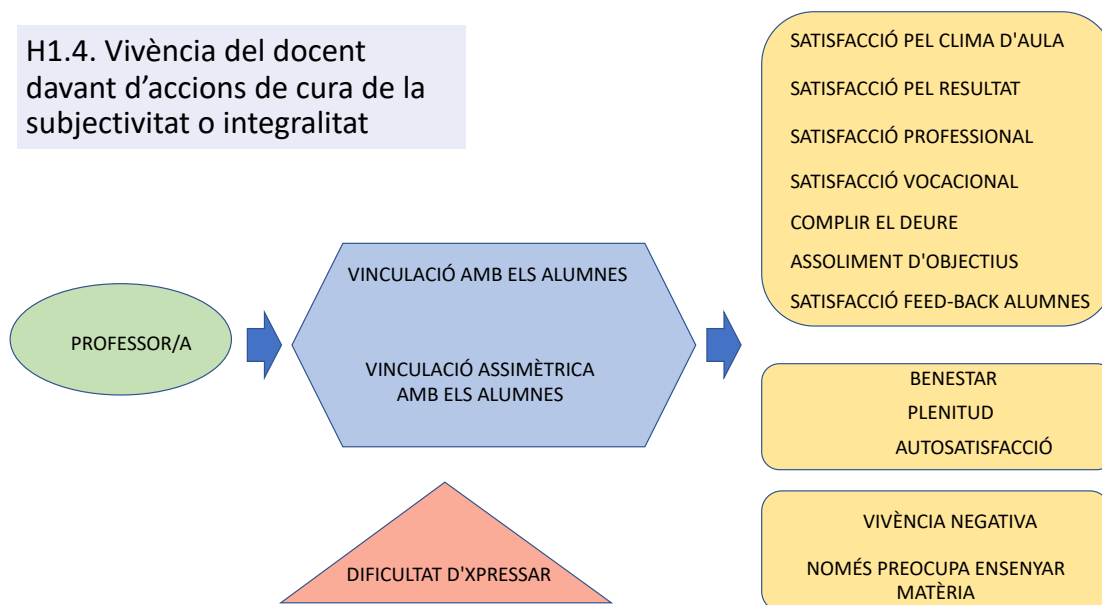 H1.4. Vivència del docent
davant d’accions de cura de la
subjectivitat o integralitat
PROFESSOR/A
VINCULACIÓ AMB ELS ALUMNES
VINCULACIÓ ASSIMÈTRICA
AMB ELS ALUMNES
DIFICULTAT D'XPRESSAR
SATISFACCIÓ PEL CLIMA D'AULA
SATISFACCIÓ PEL RESULTAT
SATISFACCIÓ PROFESSIONAL
SATISFACCIÓ VOCACIONAL
COMPLIR EL DEURE
ASSOLIMENT D'OBJECTIUS
SATISFACCIÓ FEED-BACK ALUMNES
BENESTAR
PLENITUD
AUTOSATISFACCIÓ
VIVÈNCIA NEGATIVA
NOMÉS PREOCUPA ENSENYAR
MATÈRIA